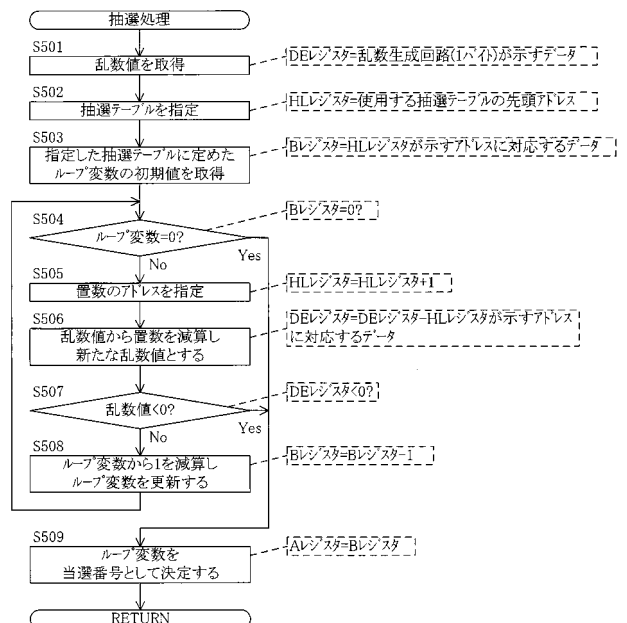 抽選処理
S501
乱数値を取得
DEレジスタ=乱数生成回路(1バイト)が示すデータ
S502
抽選テーブルを指定
HLレジスタ=使用する抽選テーブルの先頭アドレス
S503
指定した抽選テーブルに定めた
ループ変数の初期値を取得
Bレジスタ=HLレジスタが示すアドレスに対応するデータ
S504
ループ変数=0?
Bレジスタ=0?
No
Yes
S505
置数のアドレスを指定
HLレジスタ=HLレジスタ+1
S506
乱数値から置数を減算し
新たな乱数値とする
DEレジスタ=DEレジスタ-HLレジスタが示すアドレス
に対応するデータ
S507
乱数値<0?
DEレジスタ<0?
No
Yes
S508
ループ変数から1を減算し
ループ変数を更新する
Bレジスタ=Bレジスタ-1
S509
ループ変数を
当選番号として決定する
Aレジスタ=Bレジスタ
RETURN